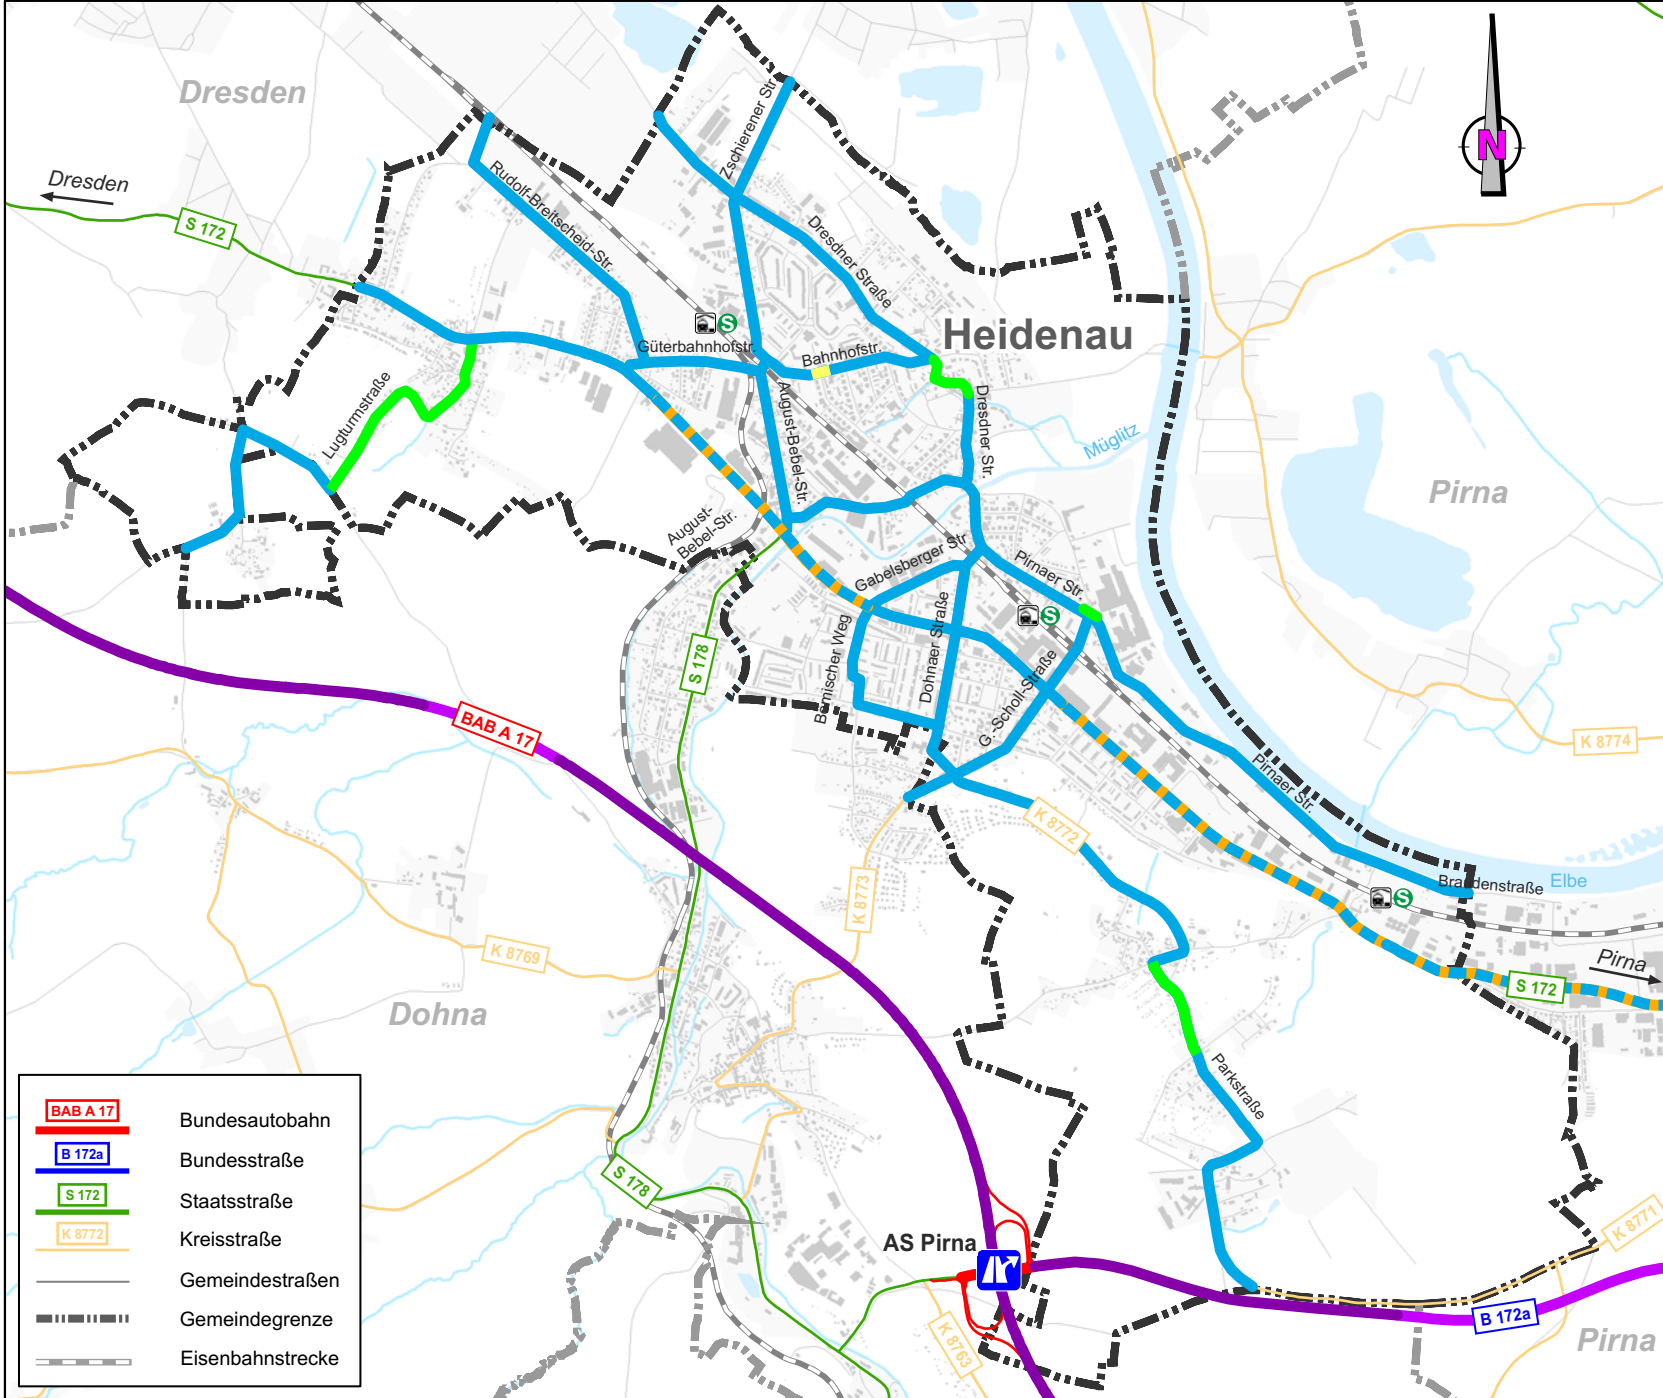 Dresden
Dresden
S 172
Rudolf-Breitscheid-Str.
Zschierener Str.
Dresdner Straße
N
S
Güterbahnhofstr.
Bahnhofstr.
Heidenau
Lugturmstraße
August-Bebel-Str.
Dresdner Str.
Müglitz
Pirna
August-
Bebel-Str.
Gabelsberger Str.
Pirnaer Str.
S
S 178
Bömischer Weg
Dohnaer Straße
G.-Scholl-Straße
BAB A 17
K 8774
Pirnaer Str.
K 8772
K 8773
Brandenstraße
Elbe
S
K 8769
Pirna
S 172
Dohna
Parkstraße
S 178
AS Pirna
K 8771
B 172a
K 8763
Pirna
BAB A 17
Bundesautobahn
B 172a
Bundesstraße
S 172
Staatsstraße
K 8772
Kreisstraße
Gemeindestraßen
Gemeindegrenze
Eisenbahnstrecke